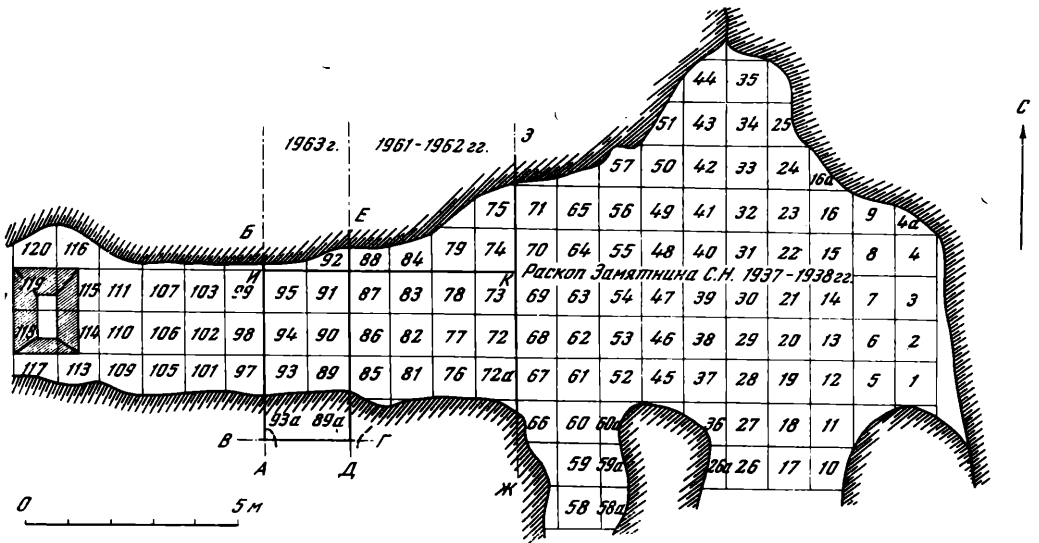 44 35
С
51 43 34 25
Э
1963 г. 1961-1962 гг.
57 50 42 33 24 16а
75 71 65 56 49 41 32 23 16 9 4а
Б Е
120 116 92 88 84 79 74 70 64 55 48 40 31 22 15 8 4
И К Раскоп Замятнина С.Н. 1937-1938гг.
119 115 111 107 103 99 95 91 87 83 78 73 69 63 54 47 39 30 21 14 7 3
118 114 110 106 102 98 94 90 86 82 77 72 68 62 53 46 38 29 20 13 6 2
117 113 109 105 101 97 93 89 85 81 76 72а 67 61 52 45 37 28 19 12 5 1
93а 89а 66 60 60а 36 27 18 11
В Г
А Д 59 59а 26а 26 17 10
Ж
58 58а
0 5 м